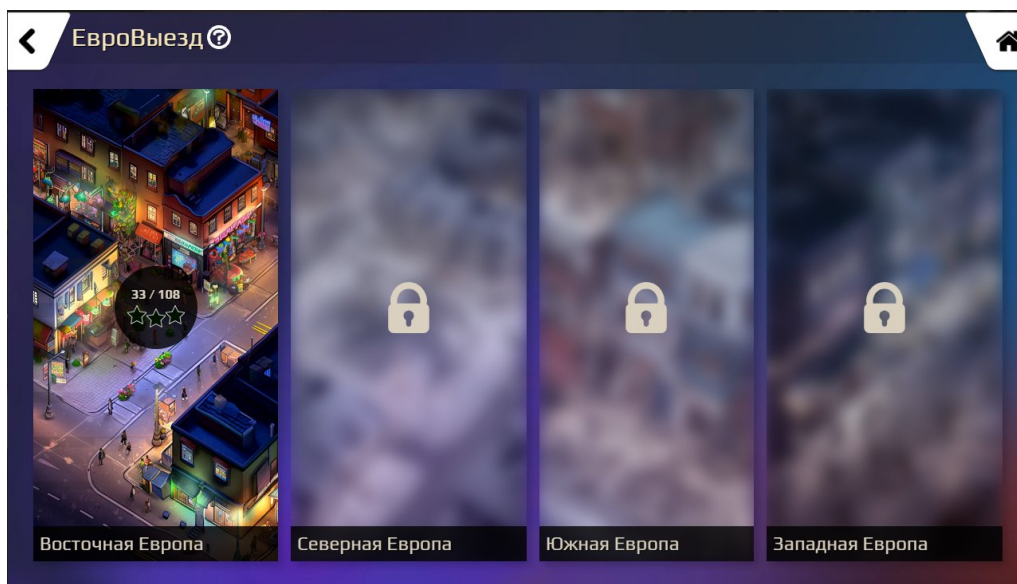 ЕвроВыезд?
33 / 108
Восточная Европа
Северная Европа
Южная Европа
Западная Европа